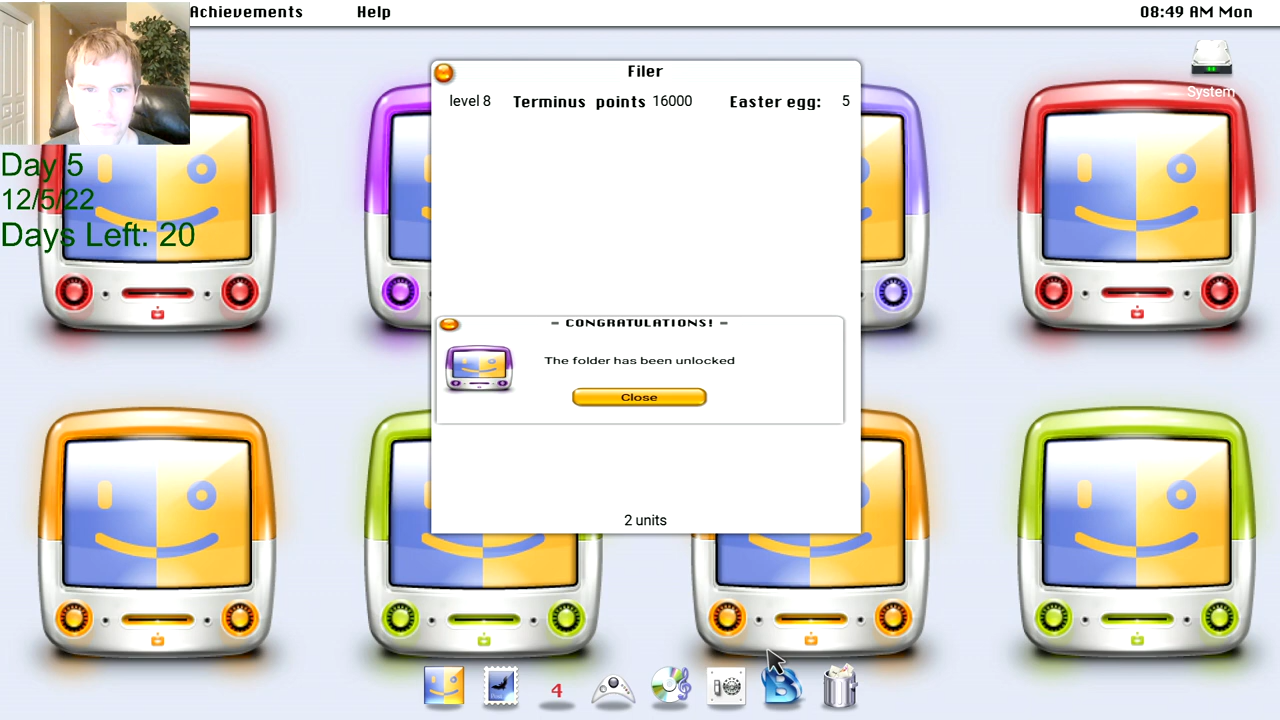 Achievements Help 08:49 AM Mon
Filer
level 8 Terminus points 16000 Easter egg: 5
System
Day 5
12/5/22
Days Left: 20
- CONGRATULATIONS! -
The folder has been unlocked
Close
2 units
4
B